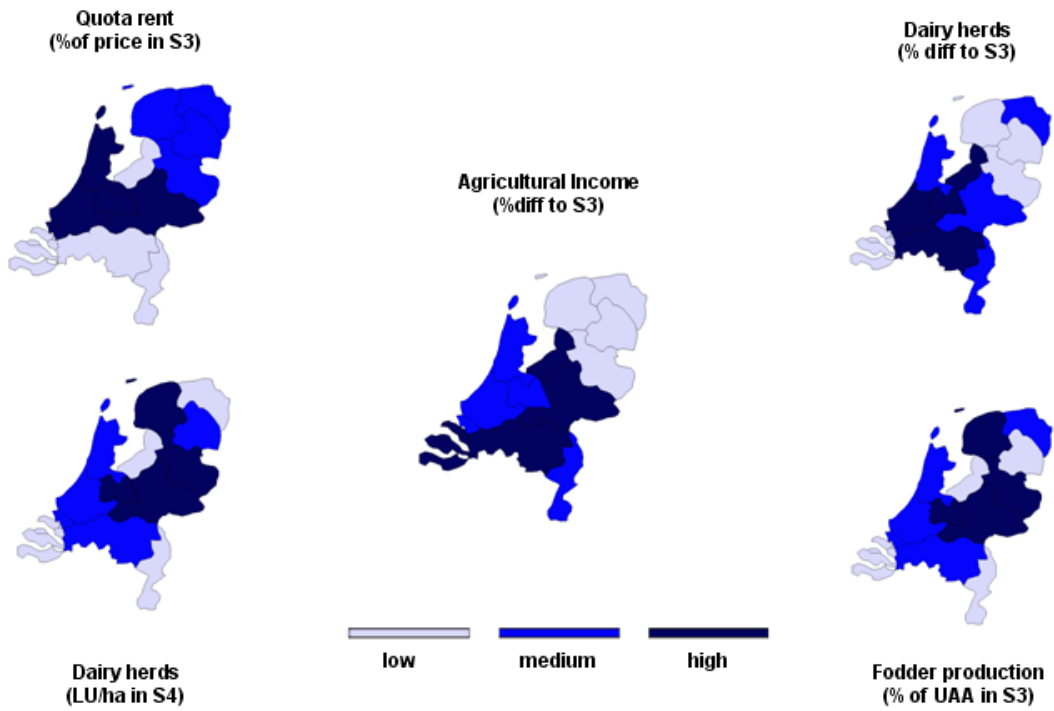 Quota rent
(%of price in S3)
Dairy herds
(% diff to S3)
Agricultural Income
(%diff to S3)
low
medium
high
Dairy herds
(LU/ha in S4)
Fodder production
(% of UAA in S3)